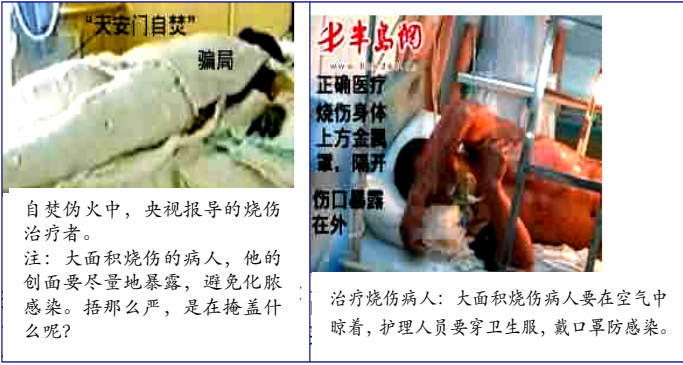 “天安门自焚”
骗局
自焚伪火中，央视报导的烧伤
治疗者。
注：大面积烧伤的病人，他的
创面要尽量地暴露，避免化脓
感染。捂那么严，是在掩盖什
么呢？
半岛网
正确医疗
烧伤身体
上方金属
罩，隔开
伤口暴露
在外
治疗烧伤病人：大面积烧伤病人要在空气中
晾着，护理人员要穿卫生服，戴口罩防感染。